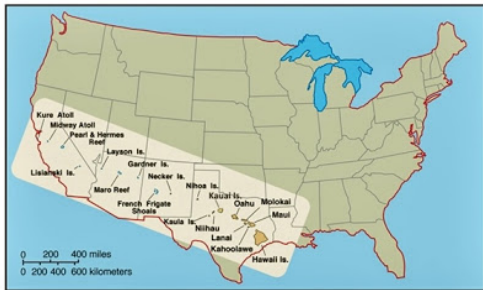 Kure Atoll
Midway Atoll
Pearl & Hermes
Reef
Layson Is.
Lisianski Is.
Gardner Is.
Maro Reef
Necker Is.
French Frigate
Shoals
Nihoa Is.
Kauai Is.
Kaula Is.
Niihau
Oahu
Molokai
Lanai
Maui
Kahoolawe
Hawaii Is.
0 200 400 miles
0 200 400 600 kilometers